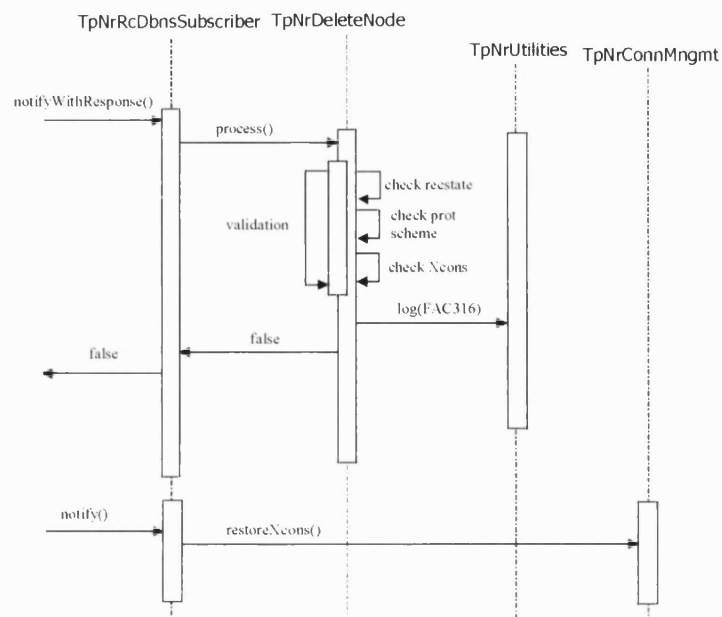 TpNrRcDbnsSubscriber
TpNrDeleteNode
TpNrUtilities
TpNrConnMngmt
notifyWithResponse()
process()
check recstate
check prot
scheme
validation
check Xcons
log(FAC316)
false
false
notify()
restoreXcons()